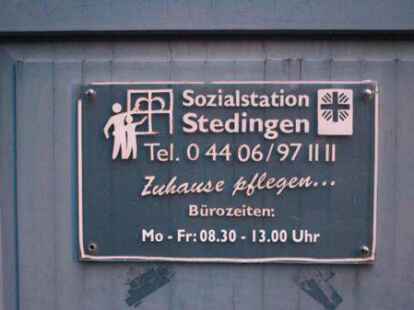 Sozialstation
Stedingen
Tel. 0 44 06/97 11 11
Zuhause pflegen...
Bürozeiten:
Mo - Fr: 08.30 - 13.00 Uhr